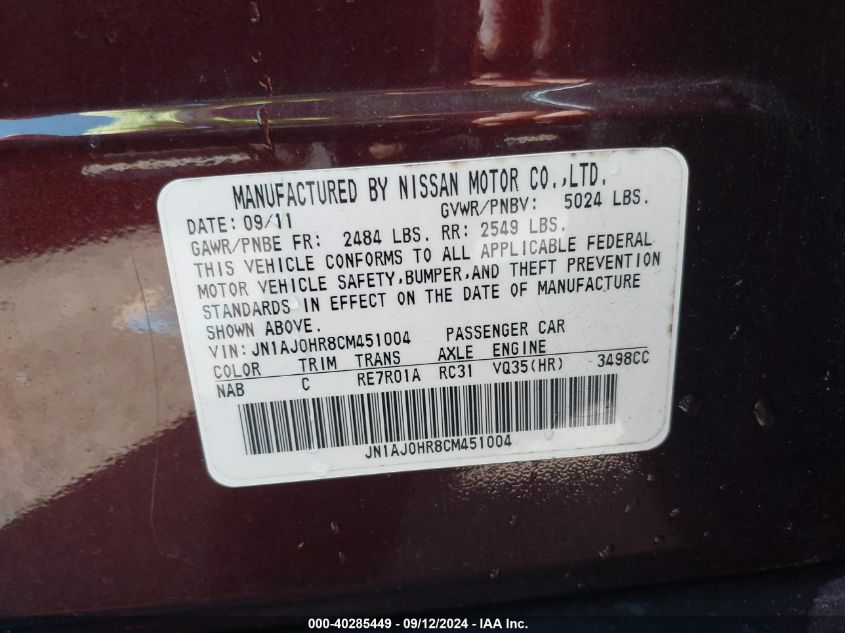 MANUFACTURED BY NISSAN MOTOR CO.,LTD.
DATE: 09/11 GVWR/PNBV: 5024 LBS.
GAWR/PNBE FR: 2484 LBS. RR: 2549 LBS.
THIS VEHICLE CONFORMS TO ALL APPLICABLE FEDERAL
MOTOR VEHICLE SAFETY,BUMPER,AND THEFT PREVENTION
STANDARDS IN EFFECT ON THE DATE OF MANUFACTURE
SHOWN ABOVE.
VIN: JN1AJ0HR8CM451004 PASSENGER CAR
COLOR TRIM TRANS AXLE ENGINE
NAB C RE7R01A RC31 VQ35(HR) 3498CC
JN1AJ0HR8CM451004
000-40285449 - 09/12/2024 - IAA Inc.